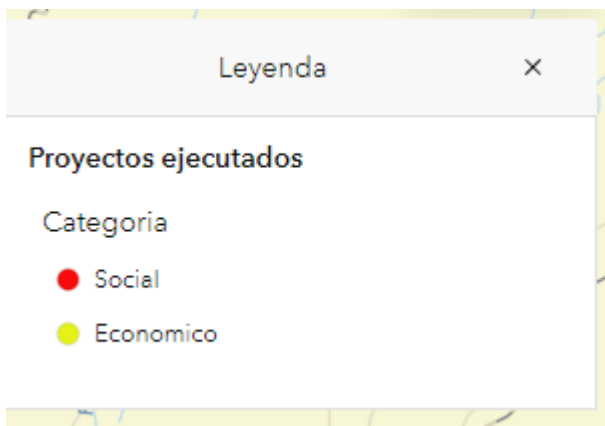 Leyenda
Proyectos ejecutados
Categoria
Social
Economico